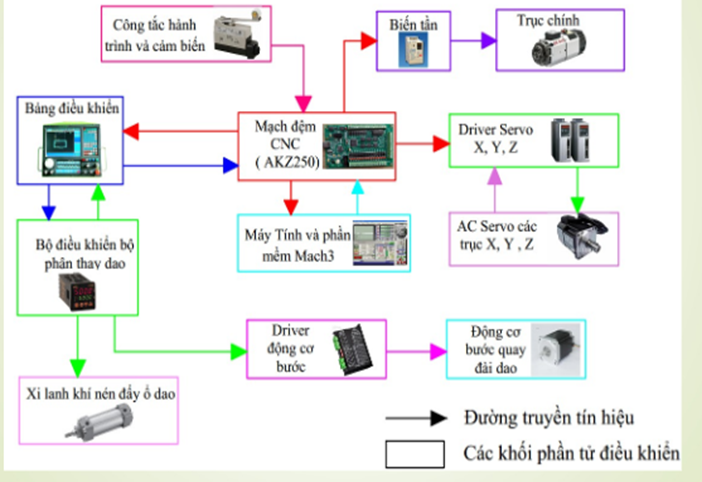 Công tắc hành
trình và cảm biến
Biến tần
Trục chính
Bảng điều khiển
Mạch đệm
CNC
( AKZ250)
Driver Servo
X, Y, Z
Bộ điều khiển bộ
phân thay dao
Máy Tính và phần
mềm Mach3
AC Servo các
trục X, Y , Z
Driver
động cơ
bước
Động cơ
bước quay
đài dao
Xi lanh khí nén đẩy ổ dao
Đường truyền tín hiệu
Các khối phần tử điều khiển